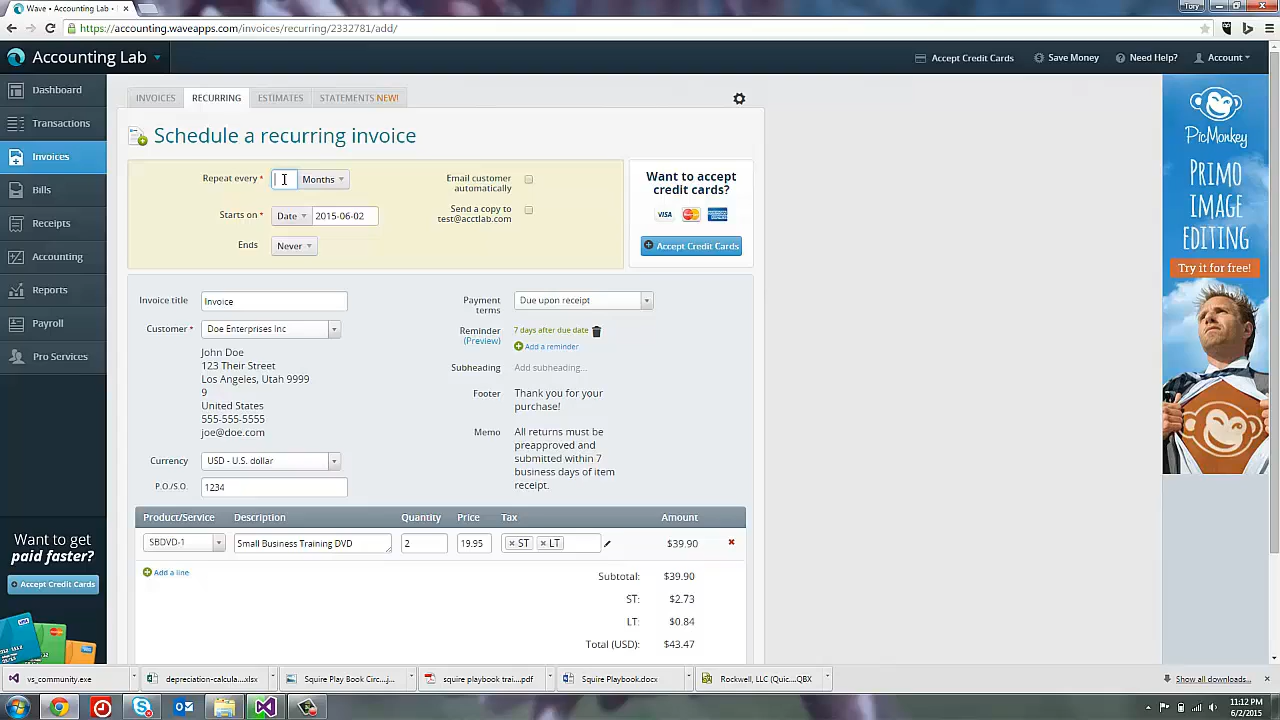 Wave - Wave •
Tory
https://accounting.waveapps.com/invoices/recurring/2332781/add/
Accounting Lab
Accept Credit Cards
Save Money
Need Help?
Account
Dashboard
Transactions
Invoices
Bills
Receipts
Accounting
Reports
Payroll
Pro Services
Want to get
paid faster?
Accept Credit Cards
INVOICES
RECURRING
ESTIMATES
STATEMENTS NEW!
Schedule a recurring invoice
Repeat every *
Months
Starts on *
Date
2015-06-02
Ends
Never
Email customer
automatically
Send a copy to
test@acctlab.com
Want to accept
credit cards?
VISA
MasterCard
Accept Credit Cards
Invoice title
Invoice
Customer *
Doe Enterprises Inc
John Doe
123 Their Street
Los Angeles, Utah 9999
9
United States
555-555-5555
joe@doe.com
Currency
USD - U.S. dollar
P.O./S.O.
1234
Payment
terms
Due upon receipt
Reminder
(Preview)
7 days after due date
Add a reminder
Subheading
Add subheading...
Footer
Thank you for your
purchase!
Memo
All returns must be
preapproved and
submitted within 7
business days of item
receipt.
Product/Service Description Quantity Price Tax Amount
SBDVD-1 Small Business Training DVD 2 19.95 × ST × LT $39.90
Add a line
Subtotal: $39.90
ST: $2.73
LT: $0.84
Total (USD): $43.47
PicMonkey
PRIMO
IMAGE
EDITING
Try it for free!
vs_community.exe
depreciation-calcula....xlsx
Squire Play Book Circ...j...
squire playbook trai...pdf
Squire Playbook.docx
Rockwell, LLC (Quic....QBX
Show all downloads...
11:12 PM
6/2/2015